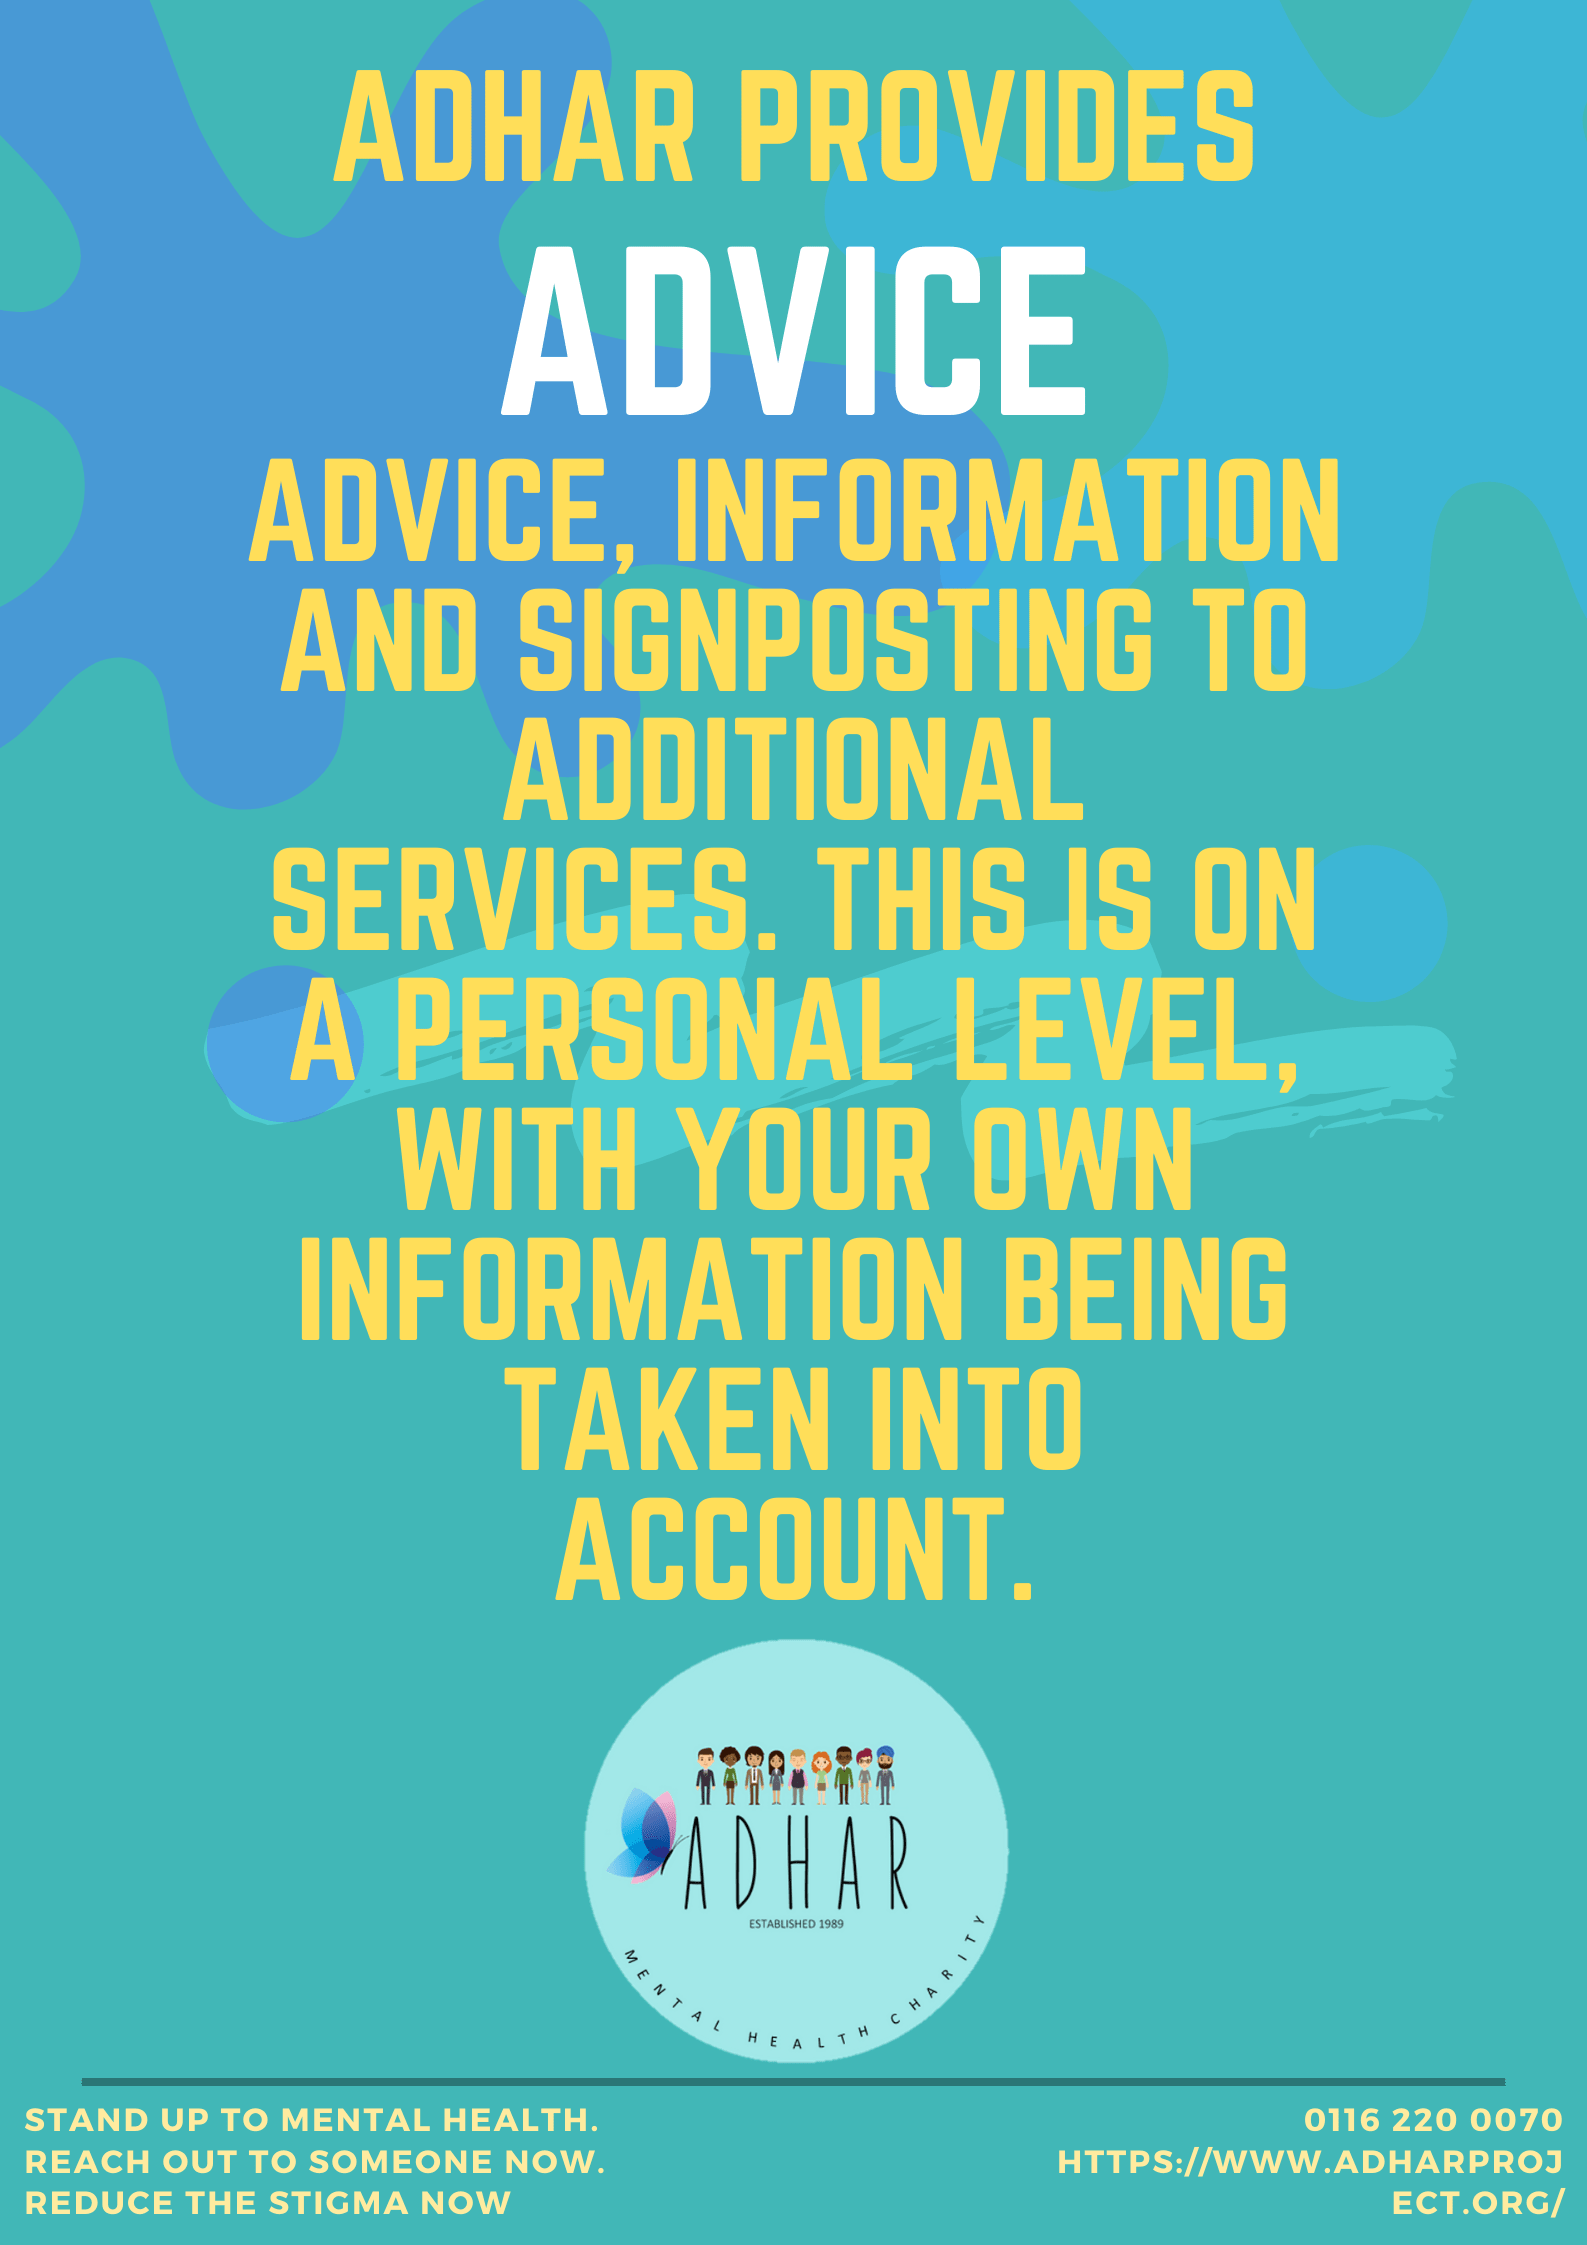 ADHAR PROVIDES
ADVICE
ADVICE, INFORMATION
AND SIGNPOSTING TO
ADDITIONAL
SERVICES. THIS IS ON
A PERSONAL LEVEL,
WITH YOUR OWN
INFORMATION BEING
TAKEN INTO
ACCOUNT.
ADHAR
ESTABLISHED 1989
MENTAL HEALTH CHARITY
STAND UP TO MENTAL HEALTH.
REACH OUT TO SOMEONE NOW.
REDUCE THE STIGMA NOW
0116 220 0070
HTTPS://WWW.ADHARPROJ
ECT.ORG/